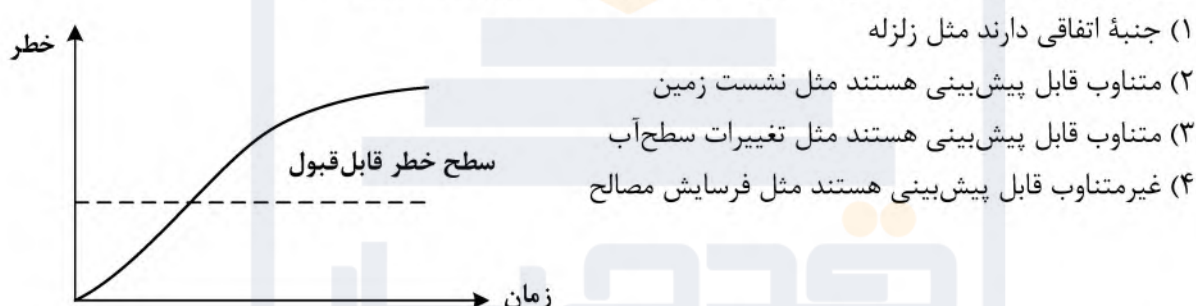 ۱) جنبۀ اتفاقی دارند مثل زلزله
۲) متناوب قابل پیش‌بینی هستند مثل نشست زمین
۳) متناوب قابل پیش‌بینی هستند مثل تغییرات سطح‌آب
۴) غیرمتناوب قابل پیش‌بینی هستند مثل فرسایش مصالح
خطر
سطح خطر قابل‌قبول
زمان